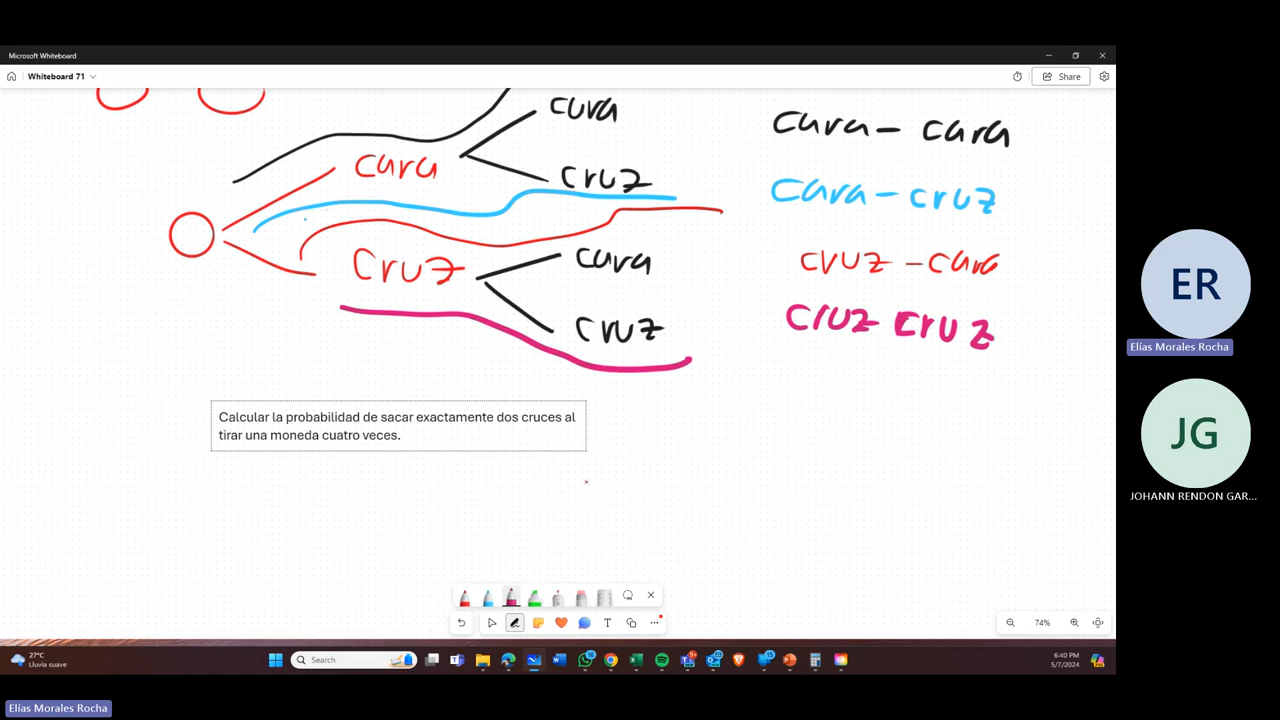 Microsoft Whiteboard
Whiteboard 71
Share
cara
cara - cara
cara
cruz
cara - cruz
cruz
cara
cruz - cara
cruz
cruz cruz
Calcular la probabilidad de sacar exactamente dos cruces al
tirar una moneda cuatro veces.
ER
Elías Morales Rocha
JG
JOHANN RENDON GAR...
T
74%
27°C
Lluvia suave
Search
6:40 PM
5/7/2024
Elías Morales Rocha